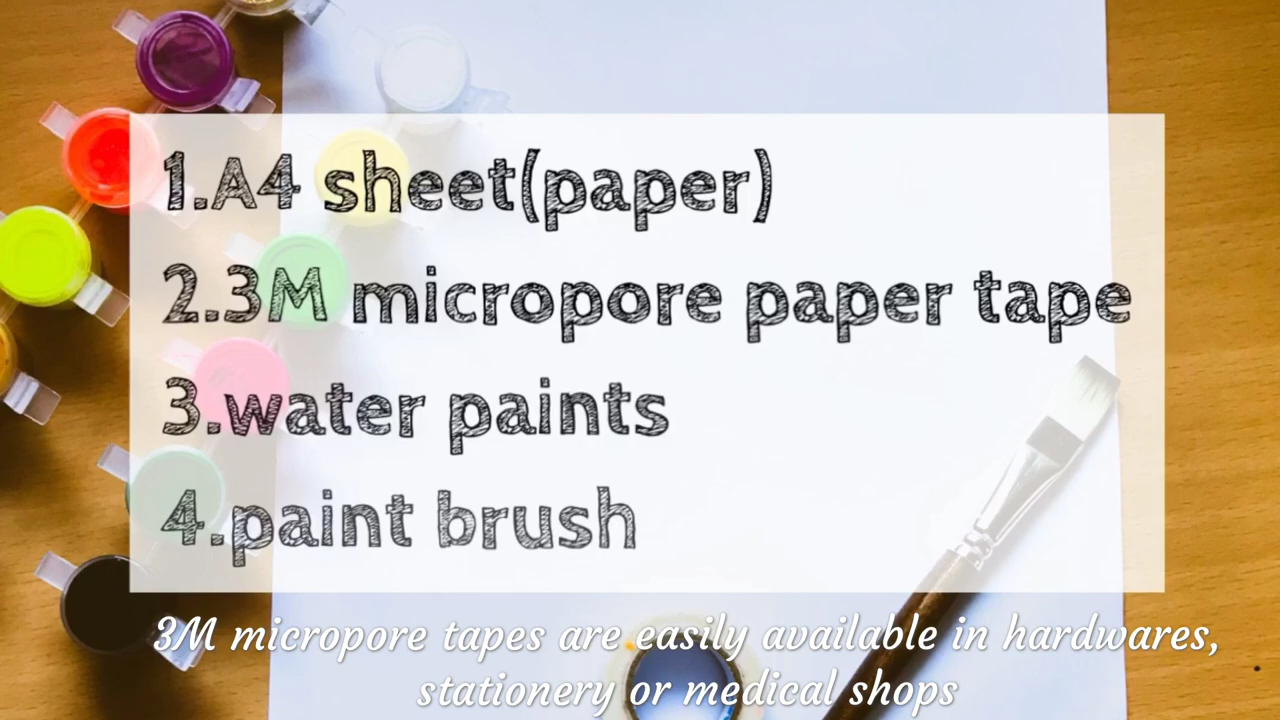 1.A4 sheet(paper)
2.3M micropore paper tape
3.water paints
4.paint brush
3M micropore tapes are easily available in hardwares,
stationery or medical shops